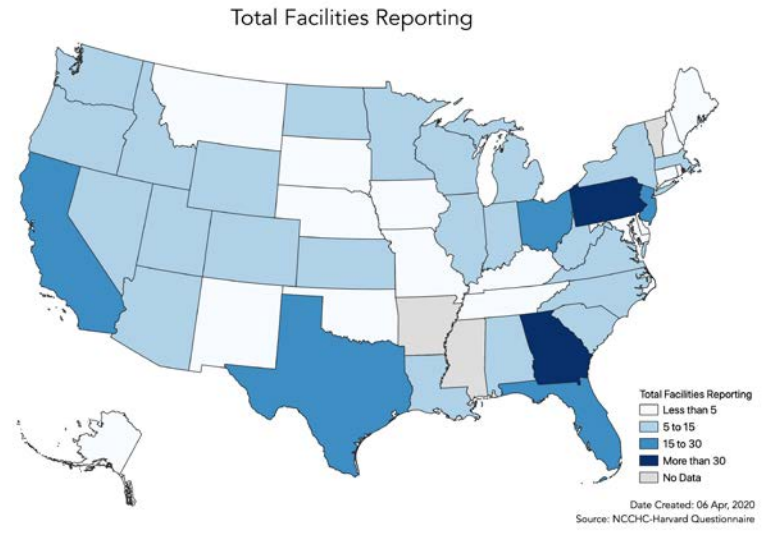 Total Facilities Reporting
Total Facilities Reporting
Less than 5
5 to 15
15 to 30
More than 30
No Data
Date Created: 06 Apr, 2020
Source: NCCHC-Harvard Questionnaire